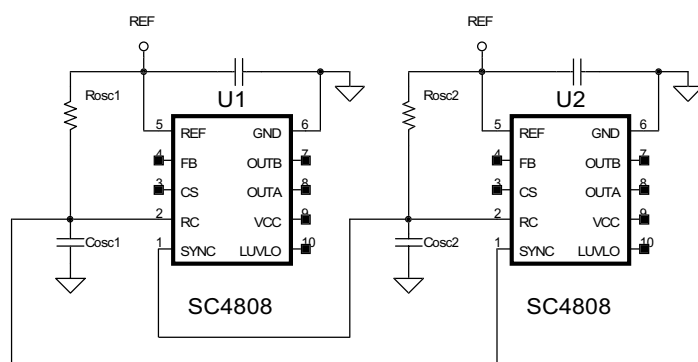 REF
REF
Rosc1
U1
Rosc2
U2
5 REF GND 6
5 REF GND 6
4 FB OUTB 7
4 FB OUTB 7
3 CS OUTA 8
3 CS OUTA 8
2 RC VCC 9
2 RC VCC 9
Cosc1
1 SYNC LUVLO 10
Cosc2
1 SYNC LUVLO 10
SC4808
SC4808